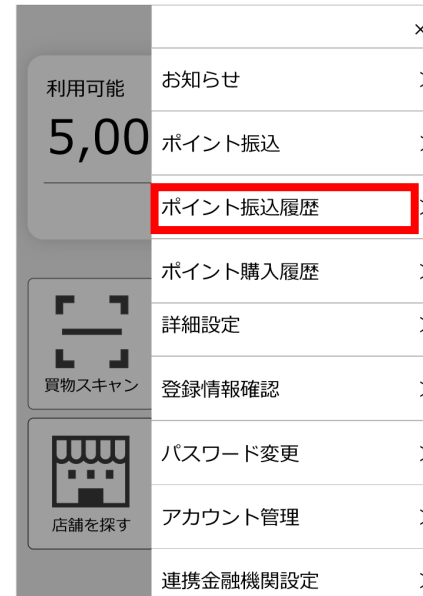 ×
お知らせ
利用可能
5,00
ポイント振込
ポイント振込履歴
ポイント購入履歴
詳細設定
買物スキャン
登録情報確認
パスワード変更
店舗を探す
アカウント管理
連携金融機関設定